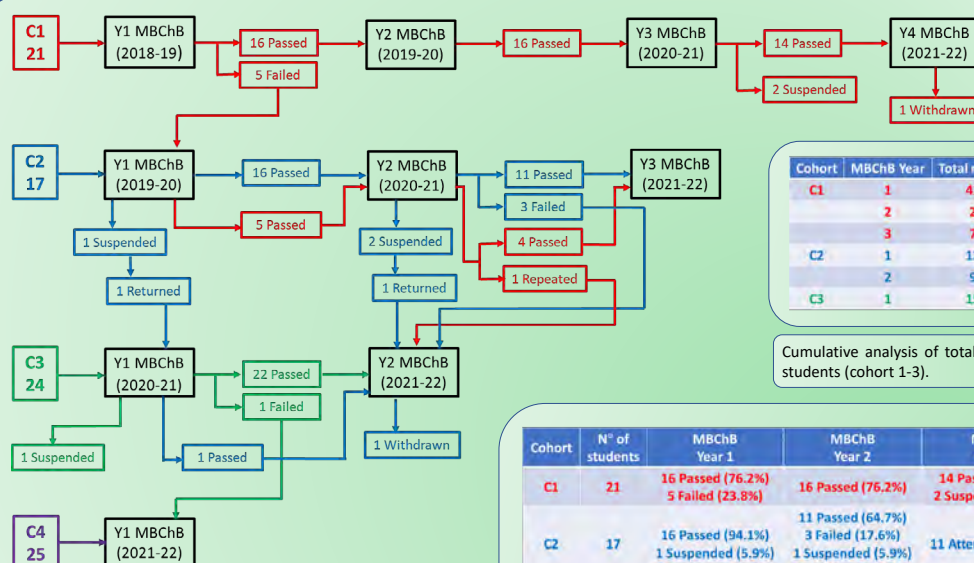 C1
21
Y1 MBChB
(2018-19)
16 Passed
5 Failed
Y2 MBChB
(2019-20)
16 Passed
Y3 MBChB
(2020-21)
14 Passed
2 Suspended
Y4 MBChB
(2021-22)
1 Withdrawn
C2
17
Y1 MBChB
(2019-20)
16 Passed
5 Passed
1 Suspended
1 Returned
Y2 MBChB
(2020-21)
11 Passed
3 Failed
4 Passed
1 Repeated
2 Suspended
1 Returned
Y3 MBChB
(2021-22)
C3
24
Y1 MBChB
(2020-21)
22 Passed
1 Failed
1 Suspended
1 Passed
Y2 MBChB
(2021-22)
1 Withdrawn
C4
25
Y1 MBChB
(2021-22)
Cohort MBChB Year Total
C1 1
2
3
C2 1
2
C3 1
Cumulative analysis of total
students (cohort 1-3).
Cohort N° of students MBChB Year 1 MBChB Year 2
C1 21 16 Passed (76.2%) 5 Failed (23.8%) 16 Passed (76.2%) 14 2
C2 17 16 Passed (94.1%) 1 Suspended (5.9%) 11 Passed (64.7%) 3 Failed (17.6%) 1 Suspended (5.9%) 11